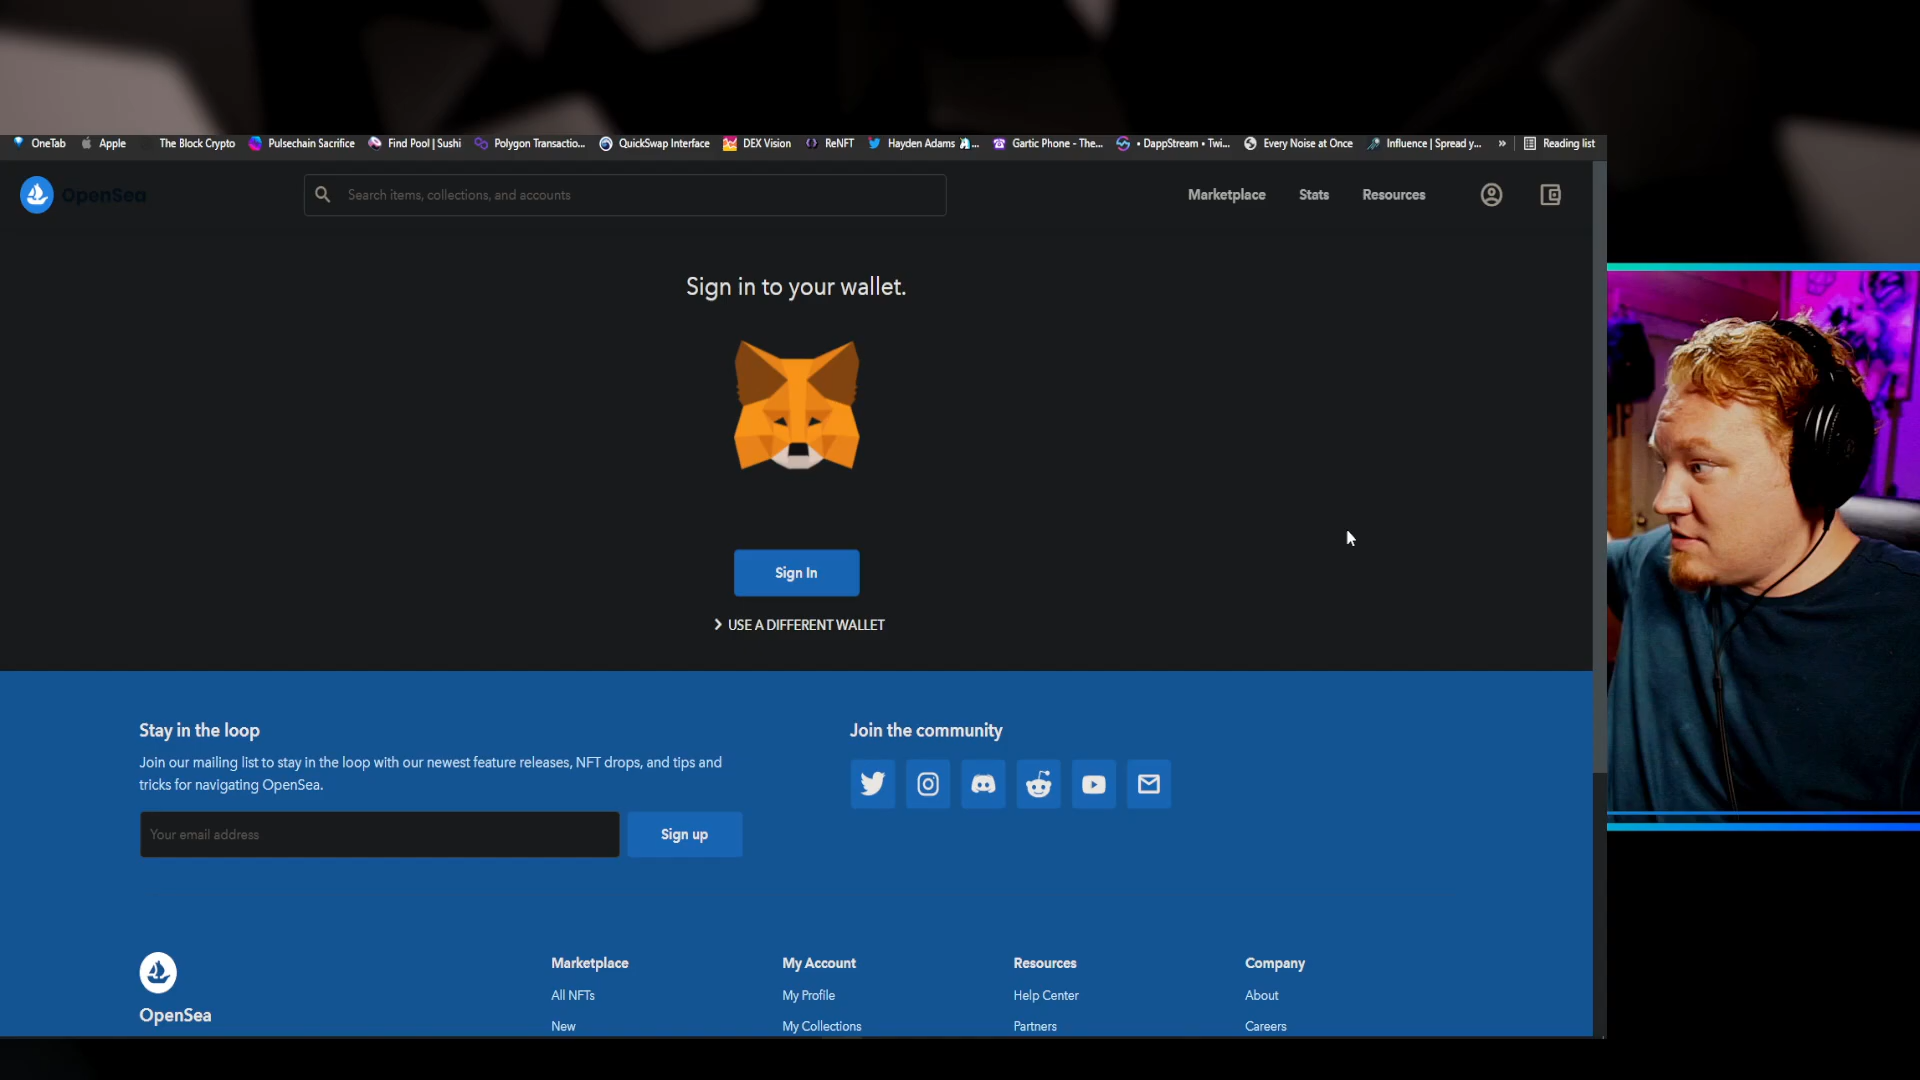 OneTab Apple The Block Crypto Pulsechain Sacrifice Find Pool | Sushi Polygon Transactio... QuickSwap Interface DEX Vision ReNFT Hayden Adams ... Gartic Phone - The... • DappStream • Twi... Every Noise at Once Influence | Spread y... » Reading list
OpenSea Search items, collections, and accounts Marketplace Stats Resources
Sign in to your wallet.
Sign In
USE A DIFFERENT WALLET
Stay in the loop
Join our mailing list to stay in the loop with our newest feature releases, NFT drops, and tips and
tricks for navigating OpenSea.
Your email address Sign up
Join the community
OpenSea
Marketplace
All NFTs
New
My Account
My Profile
My Collections
Resources
Help Center
Partners
Company
About
Careers